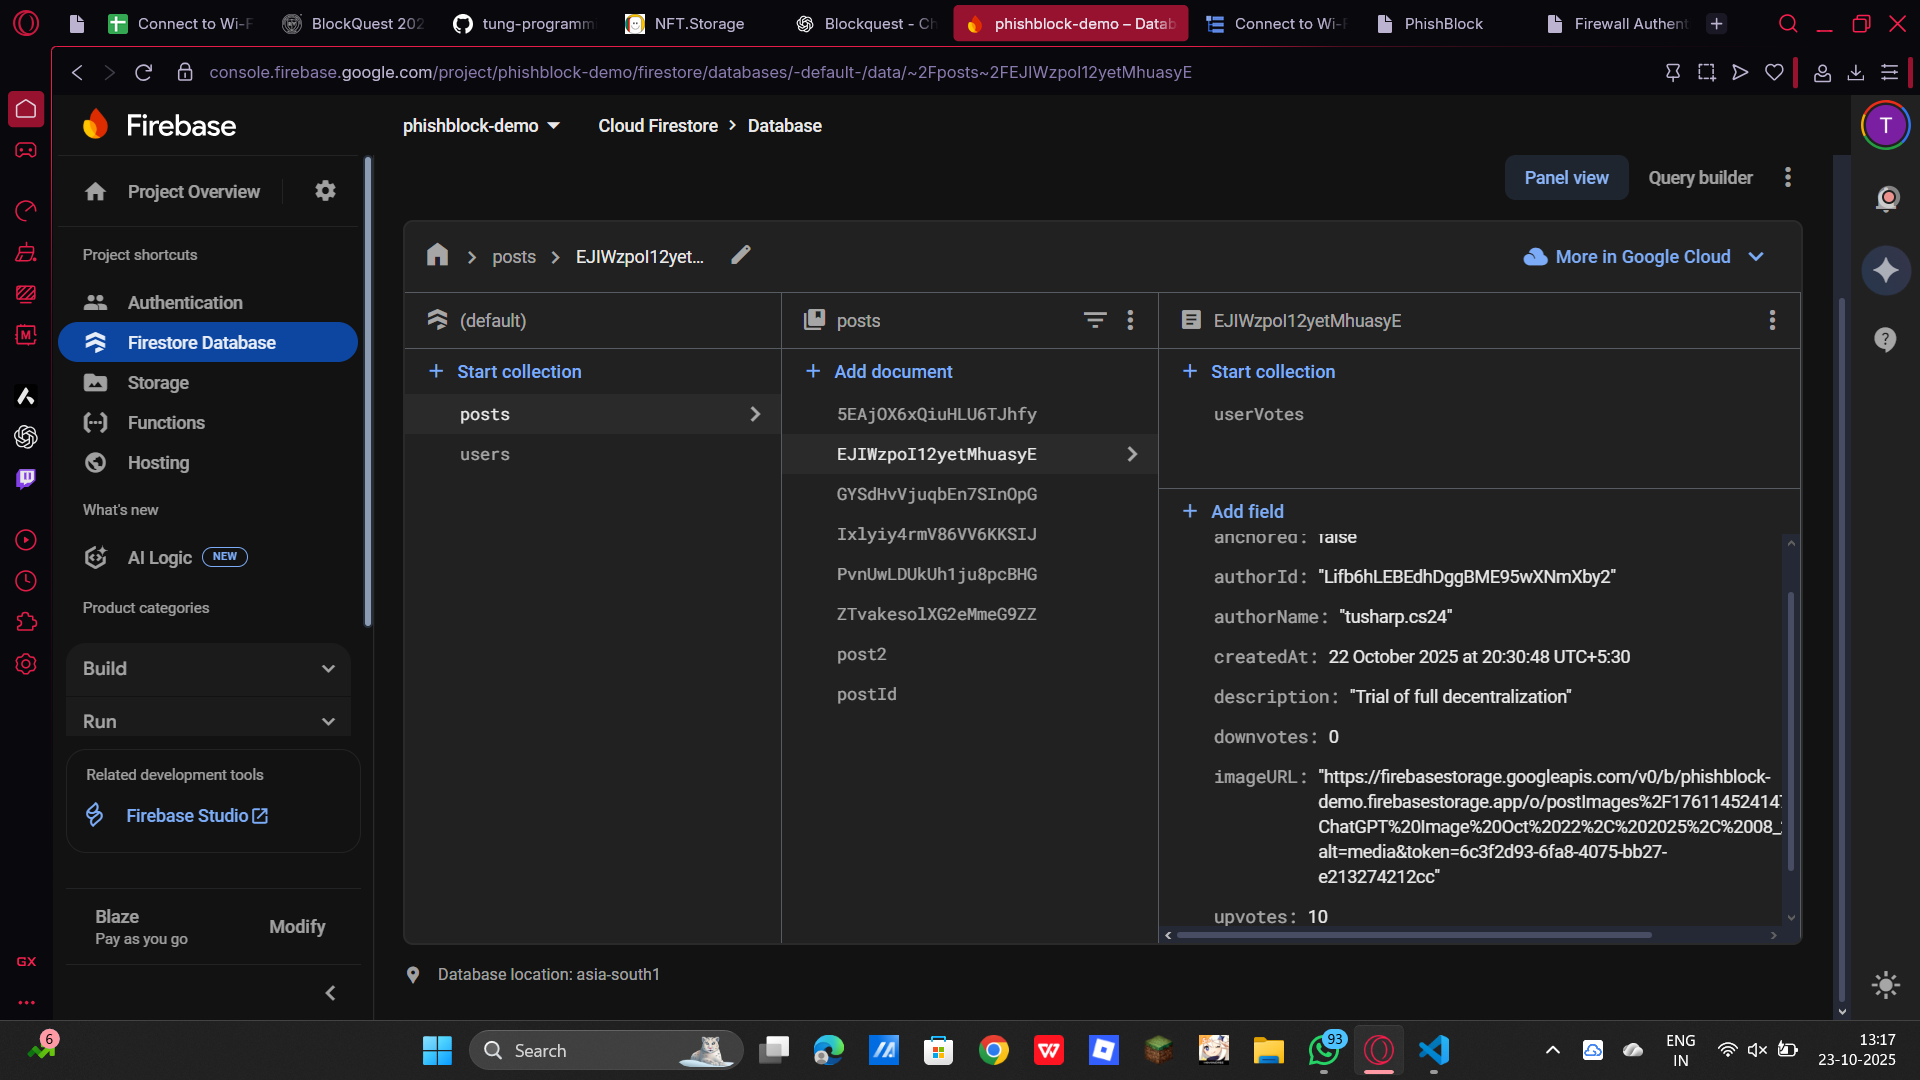 Connect to Wi-F
BlockQuest 202
tung-programm
NFT.Storage
Blockquest - Ch
phishblock-demo – Datab
Connect to Wi-F
PhishBlock
Firewall Authent
console.firebase.google.com/project/phishblock-demo/firestore/databases/-default-/data/~2Fposts~2FEJIWzpoI12yetMhuasyE
Firebase
phishblock-demo
Cloud Firestore
Database
T
Project Overview
Panel view
Query builder
Project shortcuts
Authentication
Firestore Database
Storage
Functions
Hosting
What's new
AI Logic
NEW
Product categories
Build
Run
Related development tools
Firebase Studio
Blaze
Pay as you go
Modify
posts
EJIWzpoI12yet...
More in Google Cloud
(default)
Start collection
posts
users
posts
Add document
5EAjOX6xQiuHLU6TJhfy
EJIWzpoI12yetMhuasyE
GYSdHvVjuqbEn7SInOpG
Ixlyiy4rmV86VV6KKSIJ
PvnUwLDUkUh1ju8pcBHG
ZTvakesolXG2eMmeG9ZZ
post2
postId
EJIWzpoI12yetMhuasyE
Start collection
userVotes
Add field
anchored: false
authorId: "Lifb6hLEBEdhDggBME95wXNmXby2"
authorName: "tusharp.cs24"
createdAt: 22 October 2025 at 20:30:48 UTC+5:30
description: "Trial of full decentralization"
downvotes: 0
imageURL: "https://firebasestorage.googleapis.com/v0/b/phishblock-
demo.firebasestorage.app/o/postImages%2F176114524147
ChatGPT%20Image%20Oct%2022%2C%202025%2C%2008_
alt=media&token=6c3f2d93-6fa8-4075-bb27-
e213274212cc"
upvotes: 10
Database location: asia-south1
GX
M
6
Search
93
ENG
IN
13:17
23-10-2025